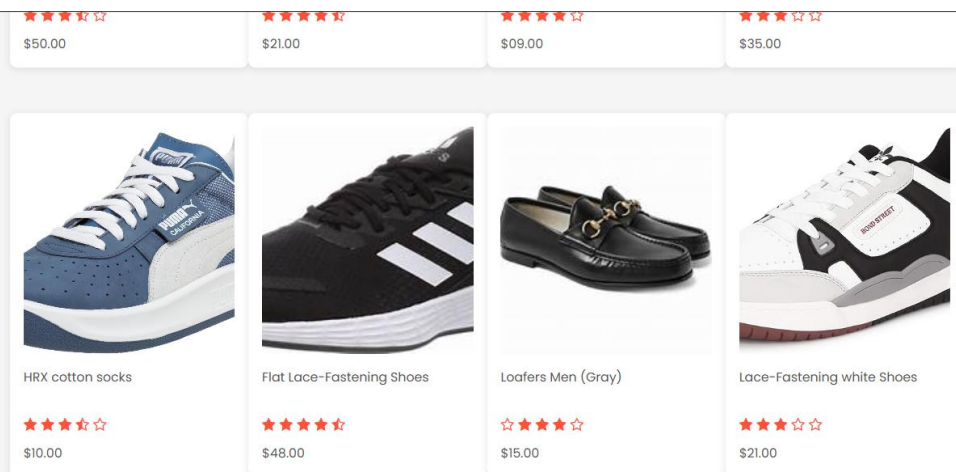 $50.00 $21.00 $09.00 $35.00
PUMA
PUMA
CALIFORNIA
BOND STREET
HRX cotton socks Flat Lace-Fastening Shoes Loafers Men (Gray) Lace-Fastening white Shoes
$10.00 $48.00 $15.00 $21.00